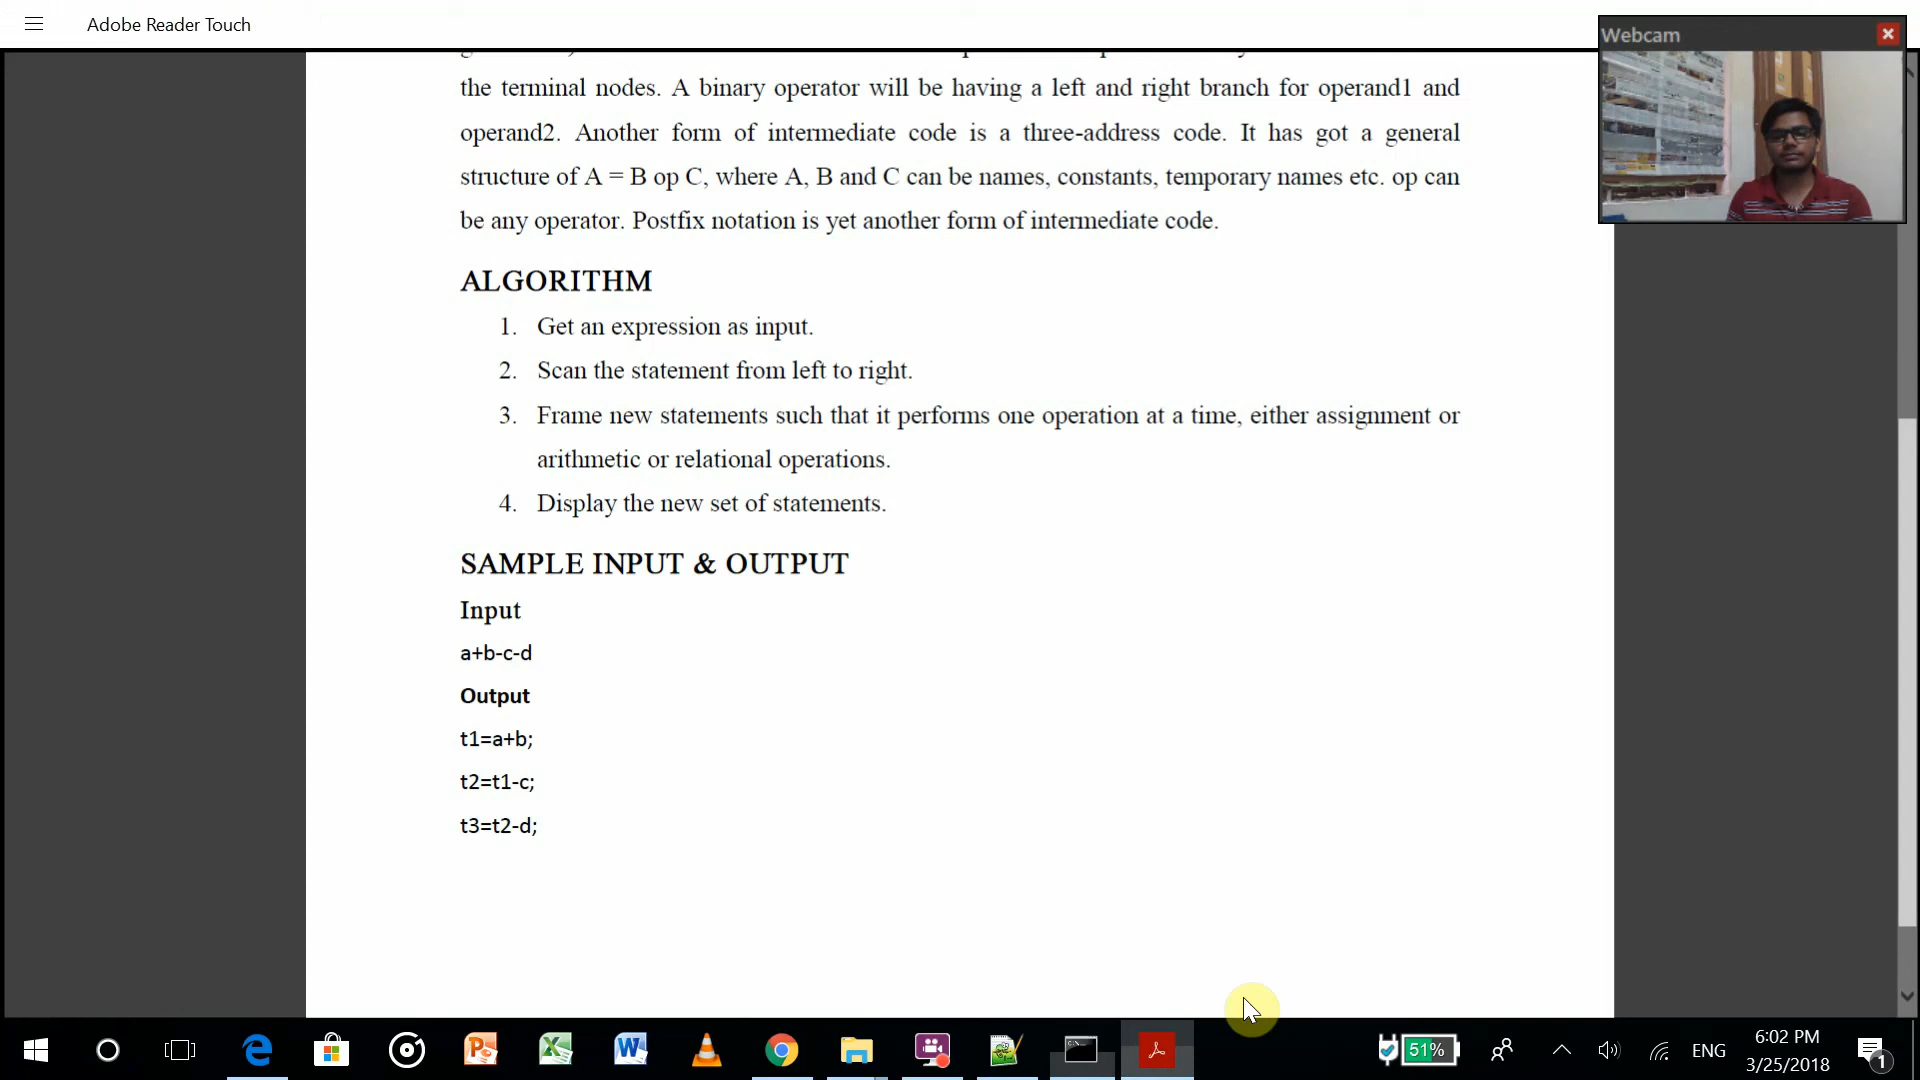 Adobe Reader Touch
Webcam
the terminal nodes. A binary operator will be having a left and right branch for operand1 and
operand2. Another form of intermediate code is a three-address code. It has got a general
structure of A = B op C, where A, B and C can be names, constants, temporary names etc. op can
be any operator. Postfix notation is yet another form of intermediate code.
ALGORITHM
1. Get an expression as input.
2. Scan the statement from left to right.
3. Frame new statements such that it performs one operation at a time, either assignment or
arithmetic or relational operations.
4. Display the new set of statements.
SAMPLE INPUT & OUTPUT
Input
a+b-c-d
Output
t1=a+b;
t2=t1-c;
t3=t2-d;
51%
ENG
6:02 PM
3/25/2018
1